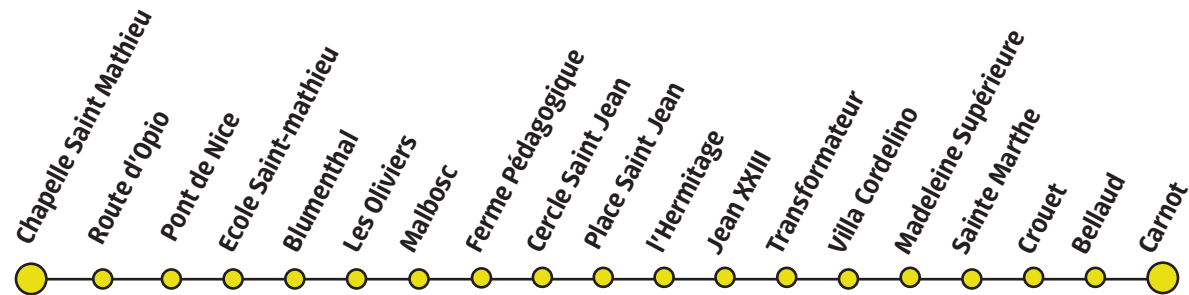 Chapelle Saint Mathieu
Route d'Opio
Pont de Nice
Ecole Saint-mathieu
Blumenthal
Les Oliviers
Malbosc
Ferme Pédagogique
Cercle Saint Jean
Place Saint Jean
l'Hermitage
Jean XXIII
Transformateur
Villa Cordelino
Madeleine Supérieure
Sainte Marthe
Crouet
Bellaud
Carnot